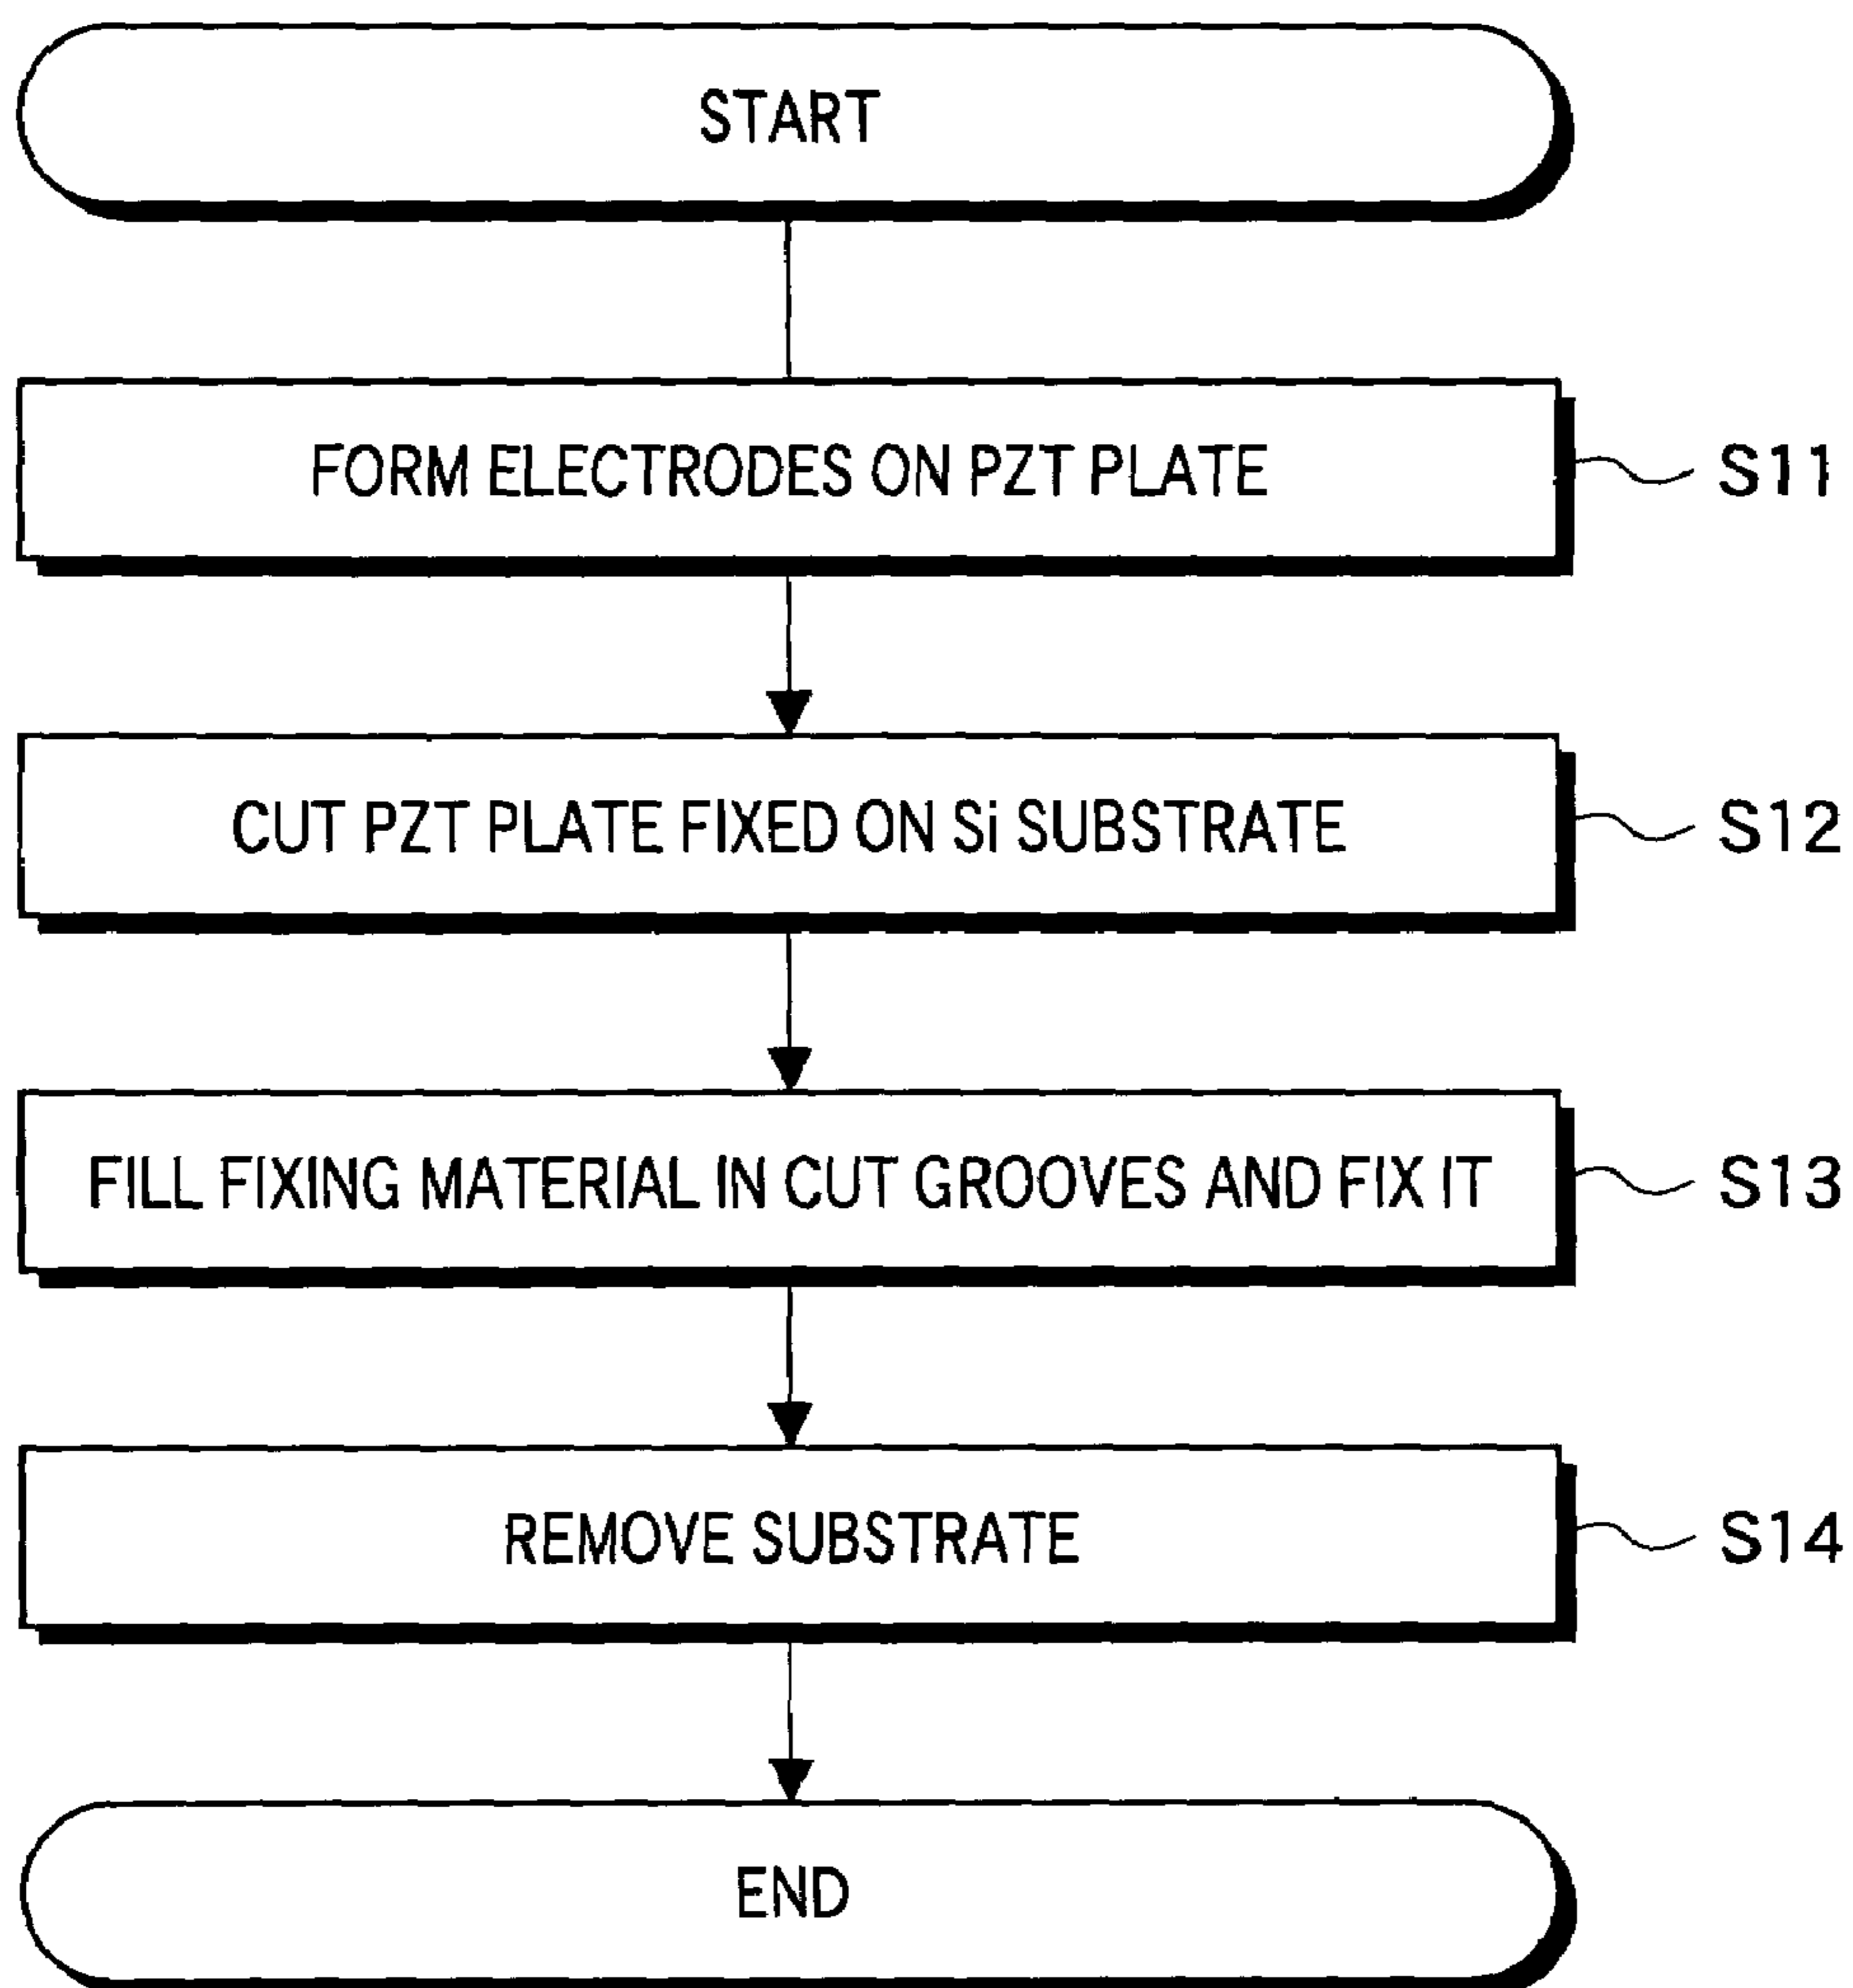 START
FORM ELECTRODES ON PZT PLATE
S11
CUT PZT PLATE FIXED ON Si SUBSTRATE
S12
FILL FIXING MATERIAL IN CUT GROOVES AND FIX IT
S13
REMOVE SUBSTRATE
S14
END